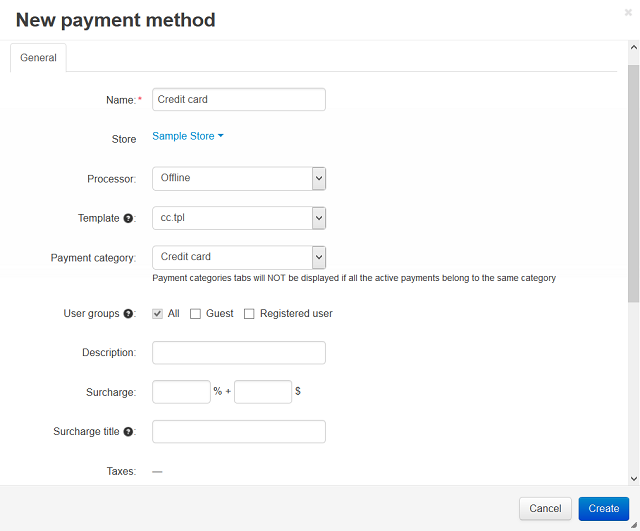 New payment method
×
General
Name:*
Credit card
Store
Sample Store
Processor:
Offline
Template ?:
cc.tpl
Payment category:
Credit card
Payment categories tabs will NOT be displayed if all the active payments belong to the same category
User groups ?: All Guest Registered user
Description:
Surcharge: % + $
Surcharge title ?:
Taxes: —
Cancel Create